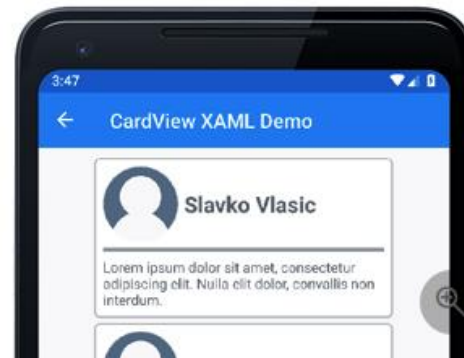 3:47
CardView XAML Demo
Slavko Vlasic
Lorem ipsum dolor sit amet, consectetur
adipiscing elit. Nulla elit dolor, convallis non
interdum.